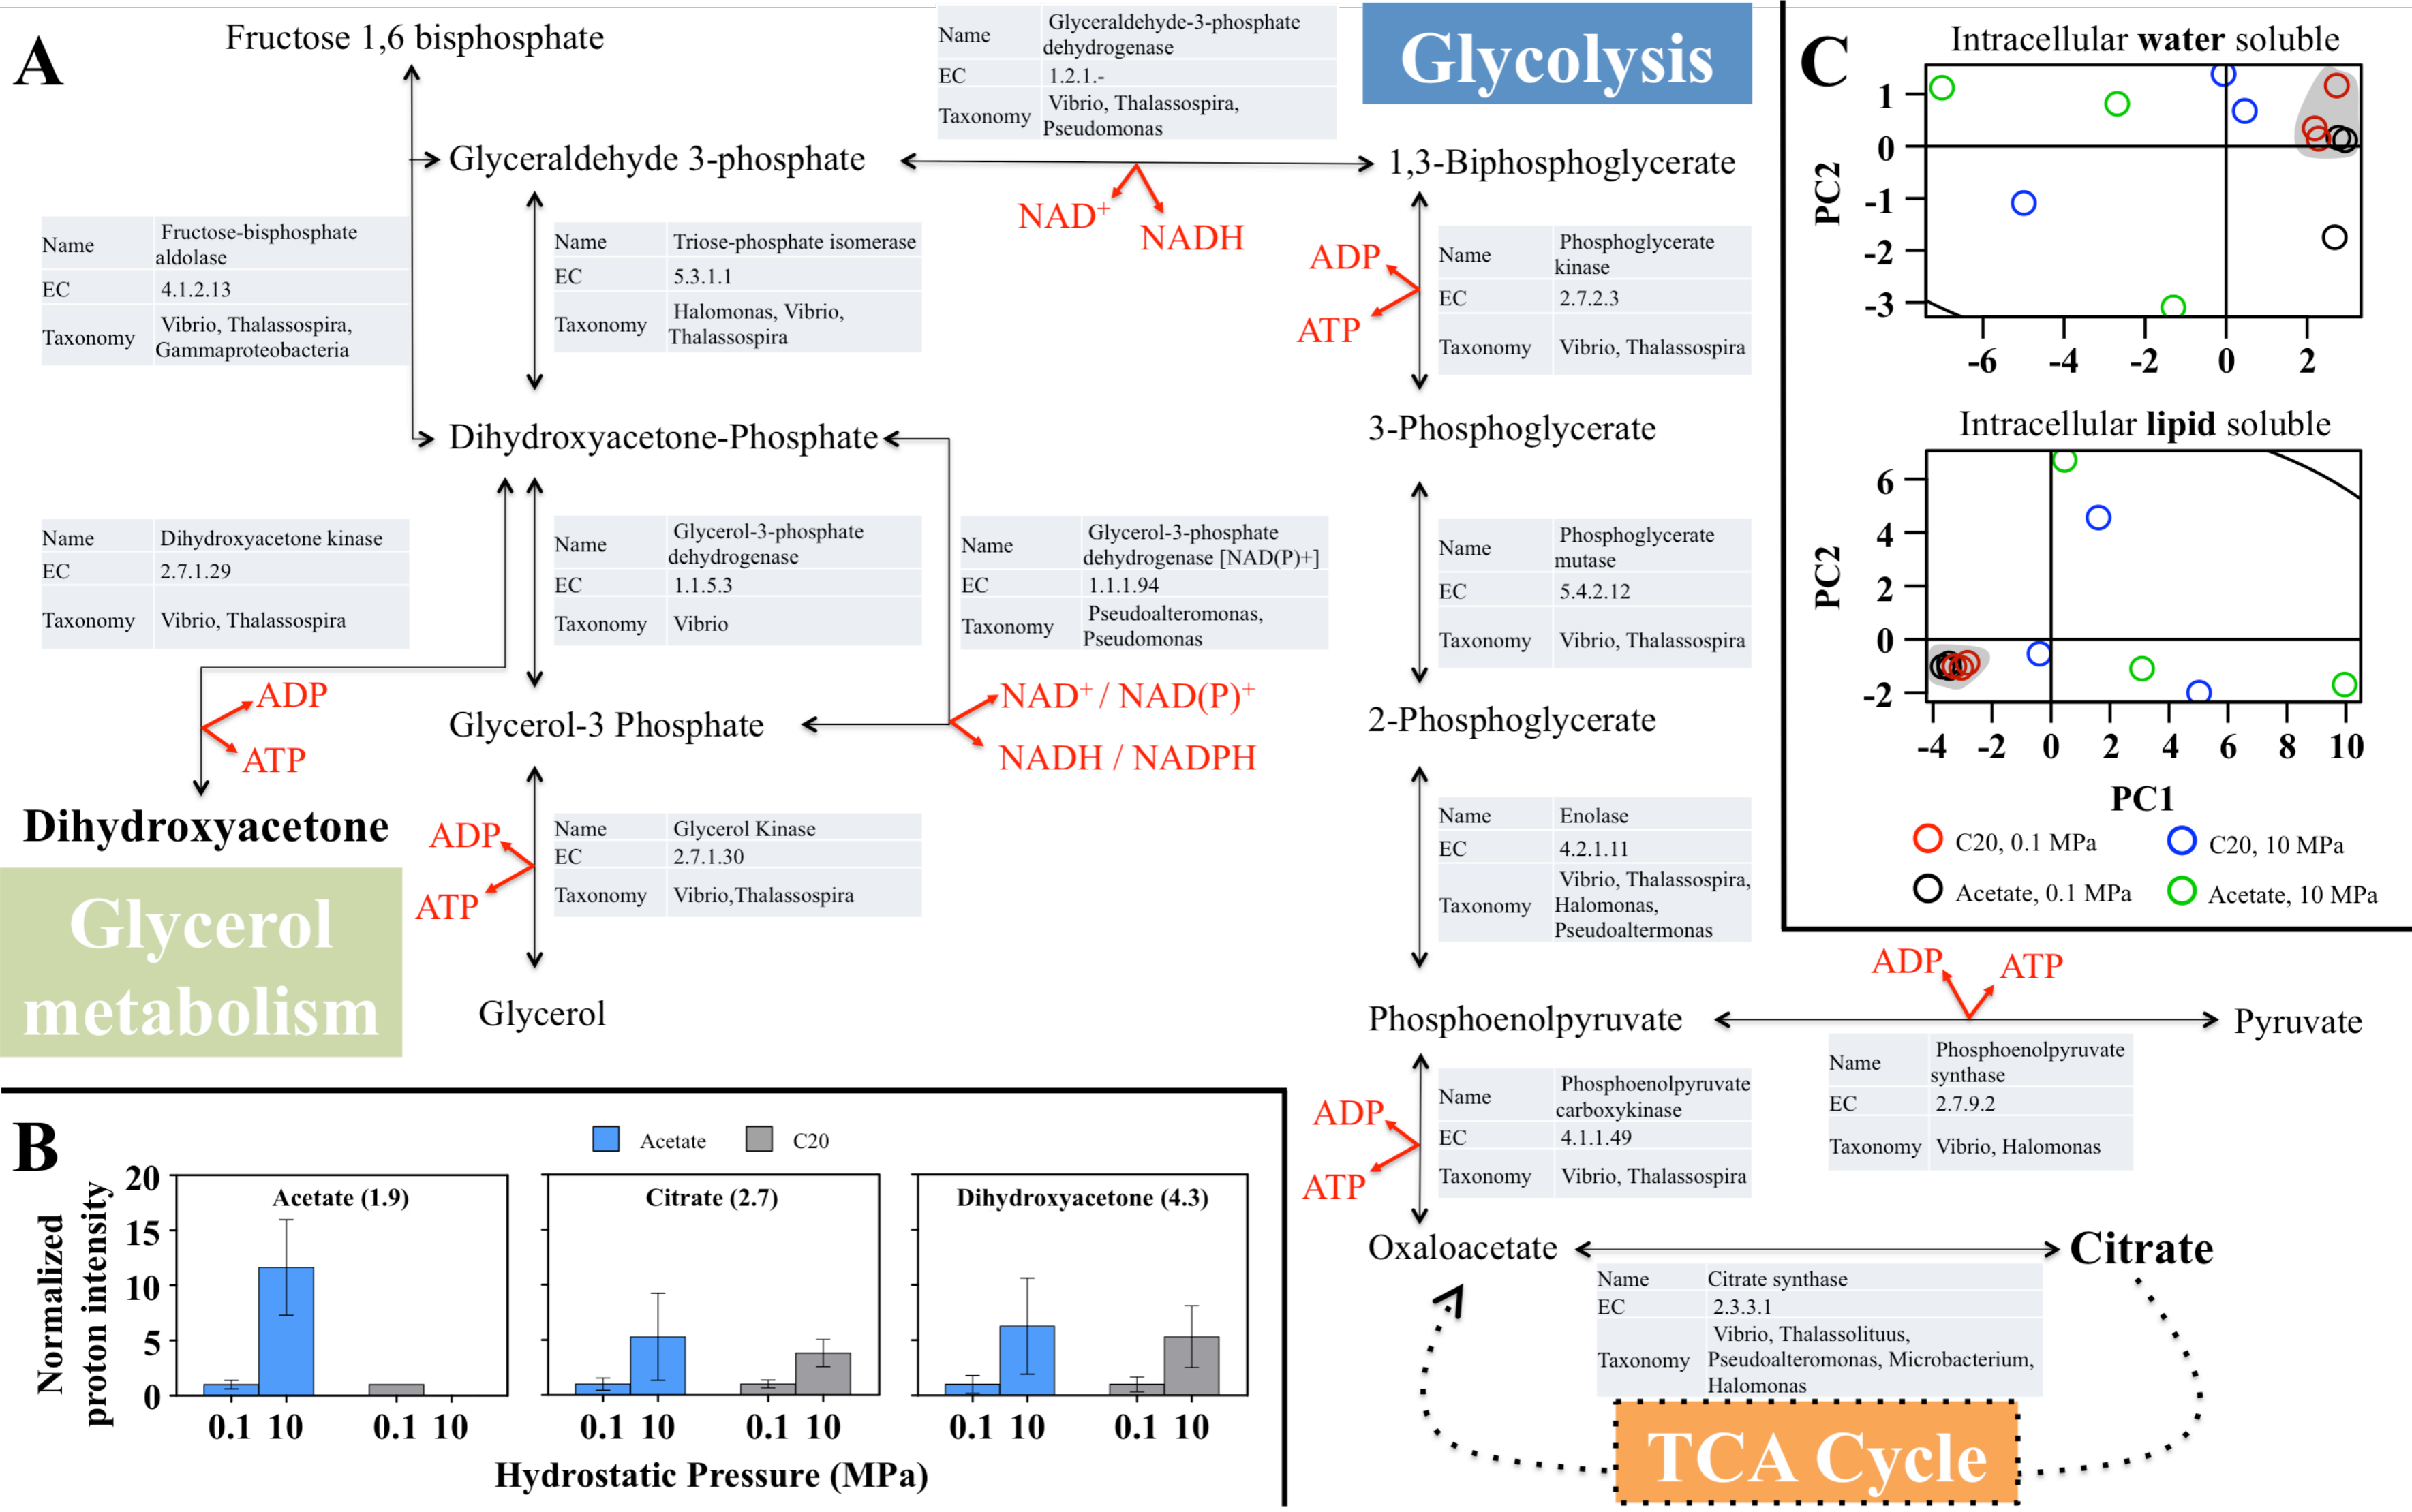 A
Fructose 1,6 bisphosphate
Name Glyceraldehyde-3-phosphate
dehydrogenase
EC 1.2.1.-
Taxonomy Vibrio, Thalassospira,
Pseudomonas
Glycolysis
Glyceraldehyde 3-phosphate
1,3-Biphosphoglycerate
NAD+
NADH
Name Fructose-bisphosphate
aldolase
EC 4.1.2.13
Taxonomy Vibrio, Thalassospira,
Gammaproteobacteria
Name Triose-phosphate isomerase
EC 5.3.1.1
Taxonomy Halomonas, Vibrio,
Thalassospira
ADP
ATP
Name Phosphoglycerate
kinase
EC 2.7.2.3
Taxonomy Vibrio, Thalassospira
Dihydroxyacetone-Phosphate
3-Phosphoglycerate
Name Dihydroxyacetone kinase
EC 2.7.1.29
Taxonomy Vibrio, Thalassospira
Name Glycerol-3-phosphate
dehydrogenase
EC 1.1.5.3
Taxonomy Vibrio
Name Glycerol-3-phosphate
dehydrogenase [NAD(P)+]
EC 1.1.1.94
Taxonomy Pseudoalteromonas,
Pseudomonas
Name Phosphoglycerate
mutase
EC 5.4.2.12
Taxonomy Vibrio, Thalassospira
ADP
ATP
Glycerol-3 Phosphate
NAD+ / NAD(P)+
NADH / NADPH
2-Phosphoglycerate
Dihydroxyacetone
ADP
ATP
Name Glycerol Kinase
EC 2.7.1.30
Taxonomy Vibrio,Thalassospira
Name Enolase
EC 4.2.1.11
Taxonomy Vibrio, Thalassospira,
Halomonas,
Pseudoaltermonas
Glycerol
metabolism
Glycerol
Phosphoenolpyruvate
ADP
ATP
Pyruvate
Name Phosphoenolpyruvate
synthase
EC 2.7.9.2
Taxonomy Vibrio, Halomonas
ADP
ATP
Name Phosphoenolpyruvate
carboxykinase
EC 4.1.1.49
Taxonomy Vibrio, Thalassospira
Oxaloacetate
Citrate
Name Citrate synthase
EC 2.3.3.1
Taxonomy Vibrio, Thalassolituus,
Pseudoalteromonas, Microbacterium,
Halomonas
TCA Cycle
B
Acetate C20
Normalized
proton intensity
20
15
10
5
0
Acetate (1.9)
Citrate (2.7)
Dihydroxyacetone (4.3)
0.1 10 0.1 10
0.1 10 0.1 10
0.1 10 0.1 10
Hydrostatic Pressure (MPa)
C
Intracellular water soluble
PC2
1
0
-1
-2
-3
-6 -4 -2 0 2
Intracellular lipid soluble
PC2
6
4
2
0
-2
-4 -2 0 2 4 6 8 10
PC1
C20, 0.1 MPa
C20, 10 MPa
Acetate, 0.1 MPa
Acetate, 10 MPa